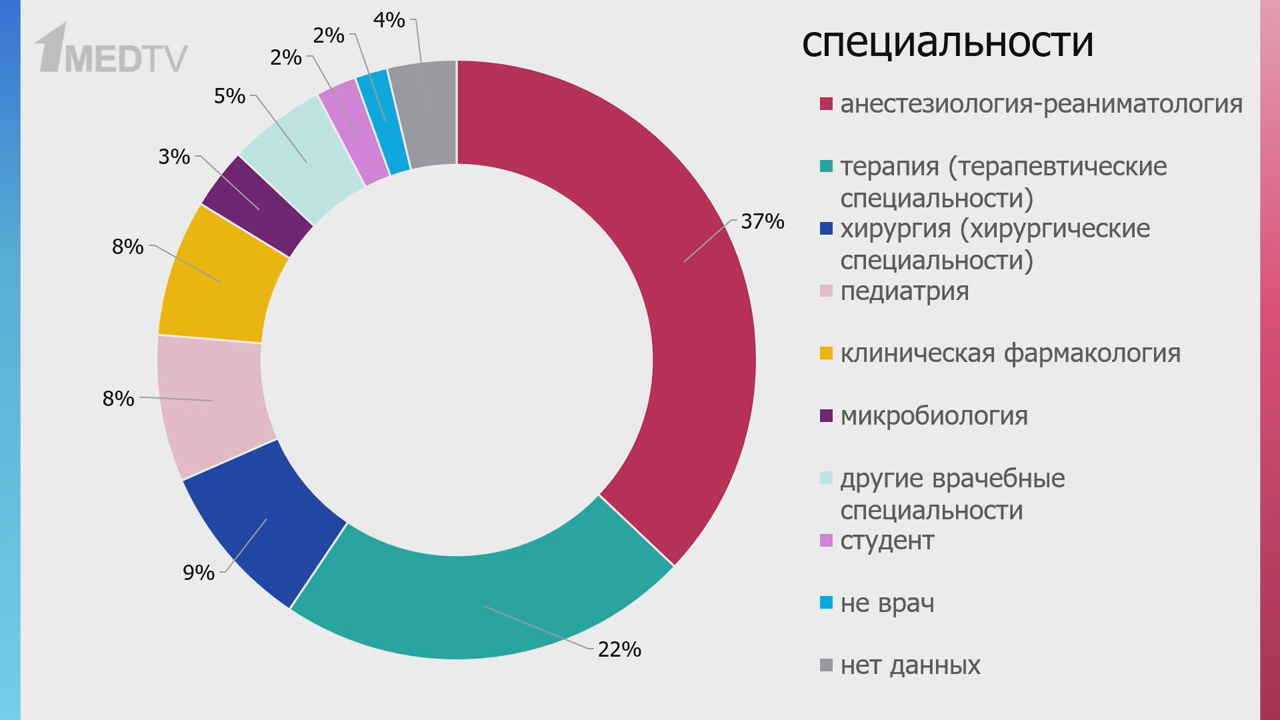 1MEDTV
специальности
4%
2%
2%
5%
3%
8%
8%
9%
22%
37%
анестезиология-реаниматология
терапия (терапевтические
специальности)
хирургия (хирургические
специальности)
педиатрия
клиническая фармакология
микробиология
другие врачебные
специальности
студент
не врач
нет данных